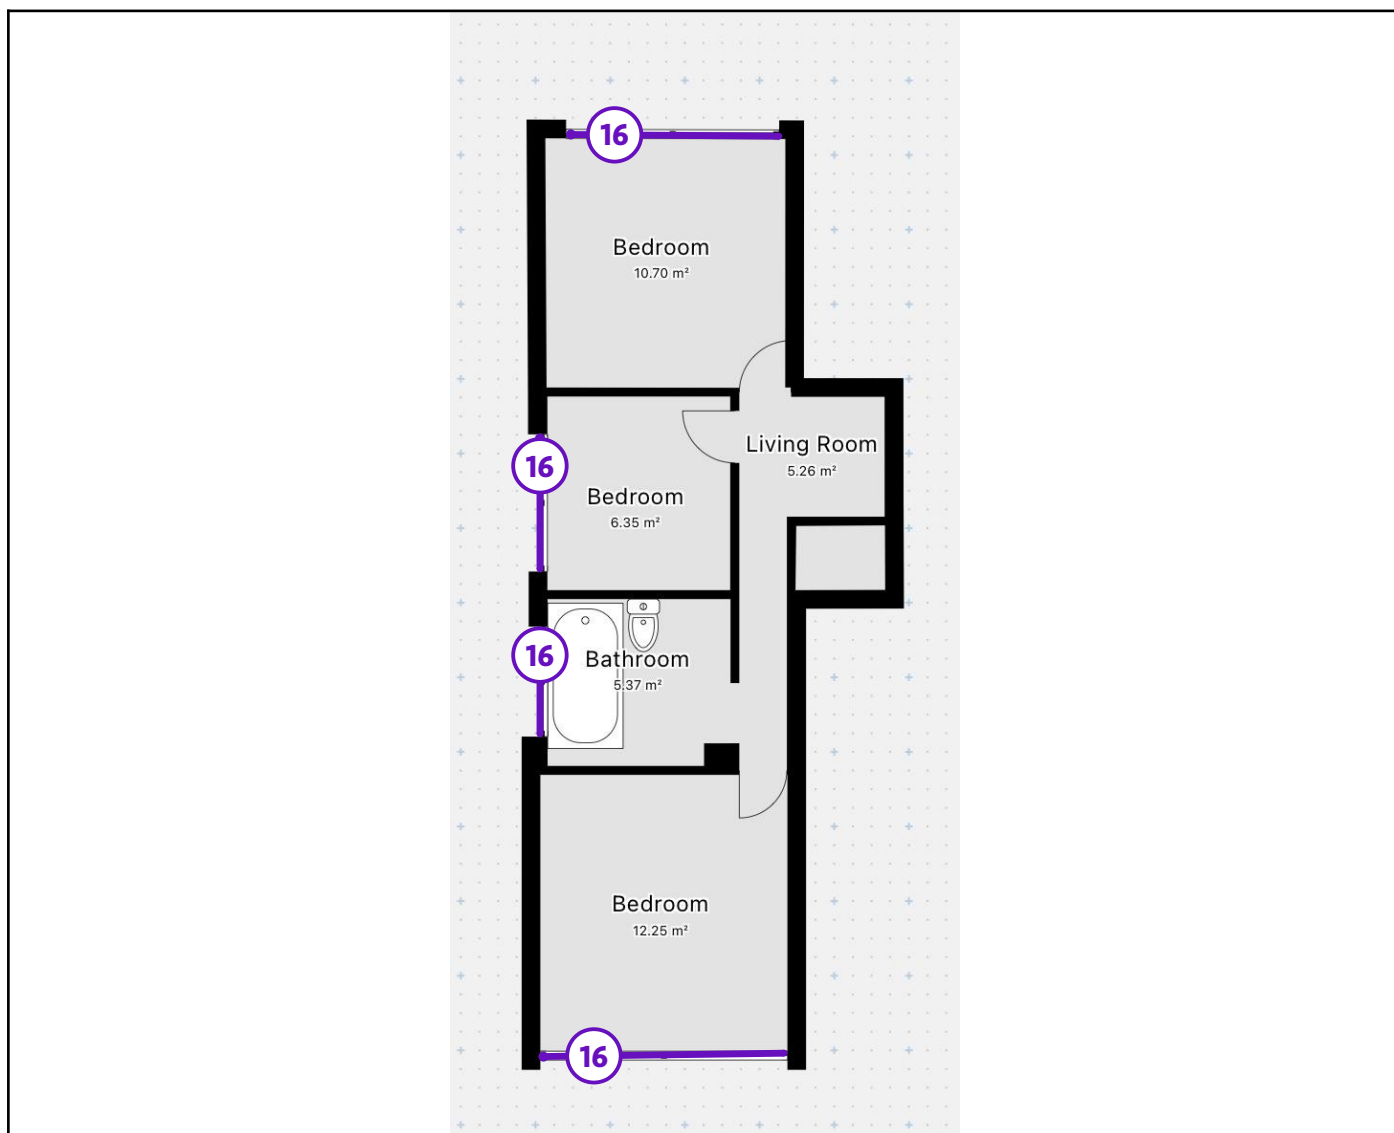 16
Bedroom
10.70 m²
16
Living Room
5.26 m²
Bedroom
6.35 m²
16
Bathroom
5.37 m²
Bedroom
12.25 m²
16